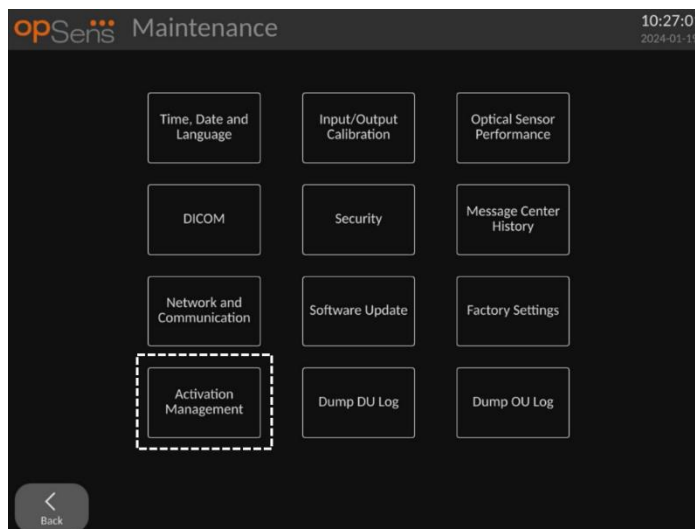 opSens Maintenance
10:27:0
2024-01-19
Time, Date and
Language
Input/Output
Calibration
Optical Sensor
Performance
DICOM
Security
Message Center
History
Network and
Communication
Software Update
Factory Settings
Activation
Management
Dump DU Log
Dump OU Log
Back